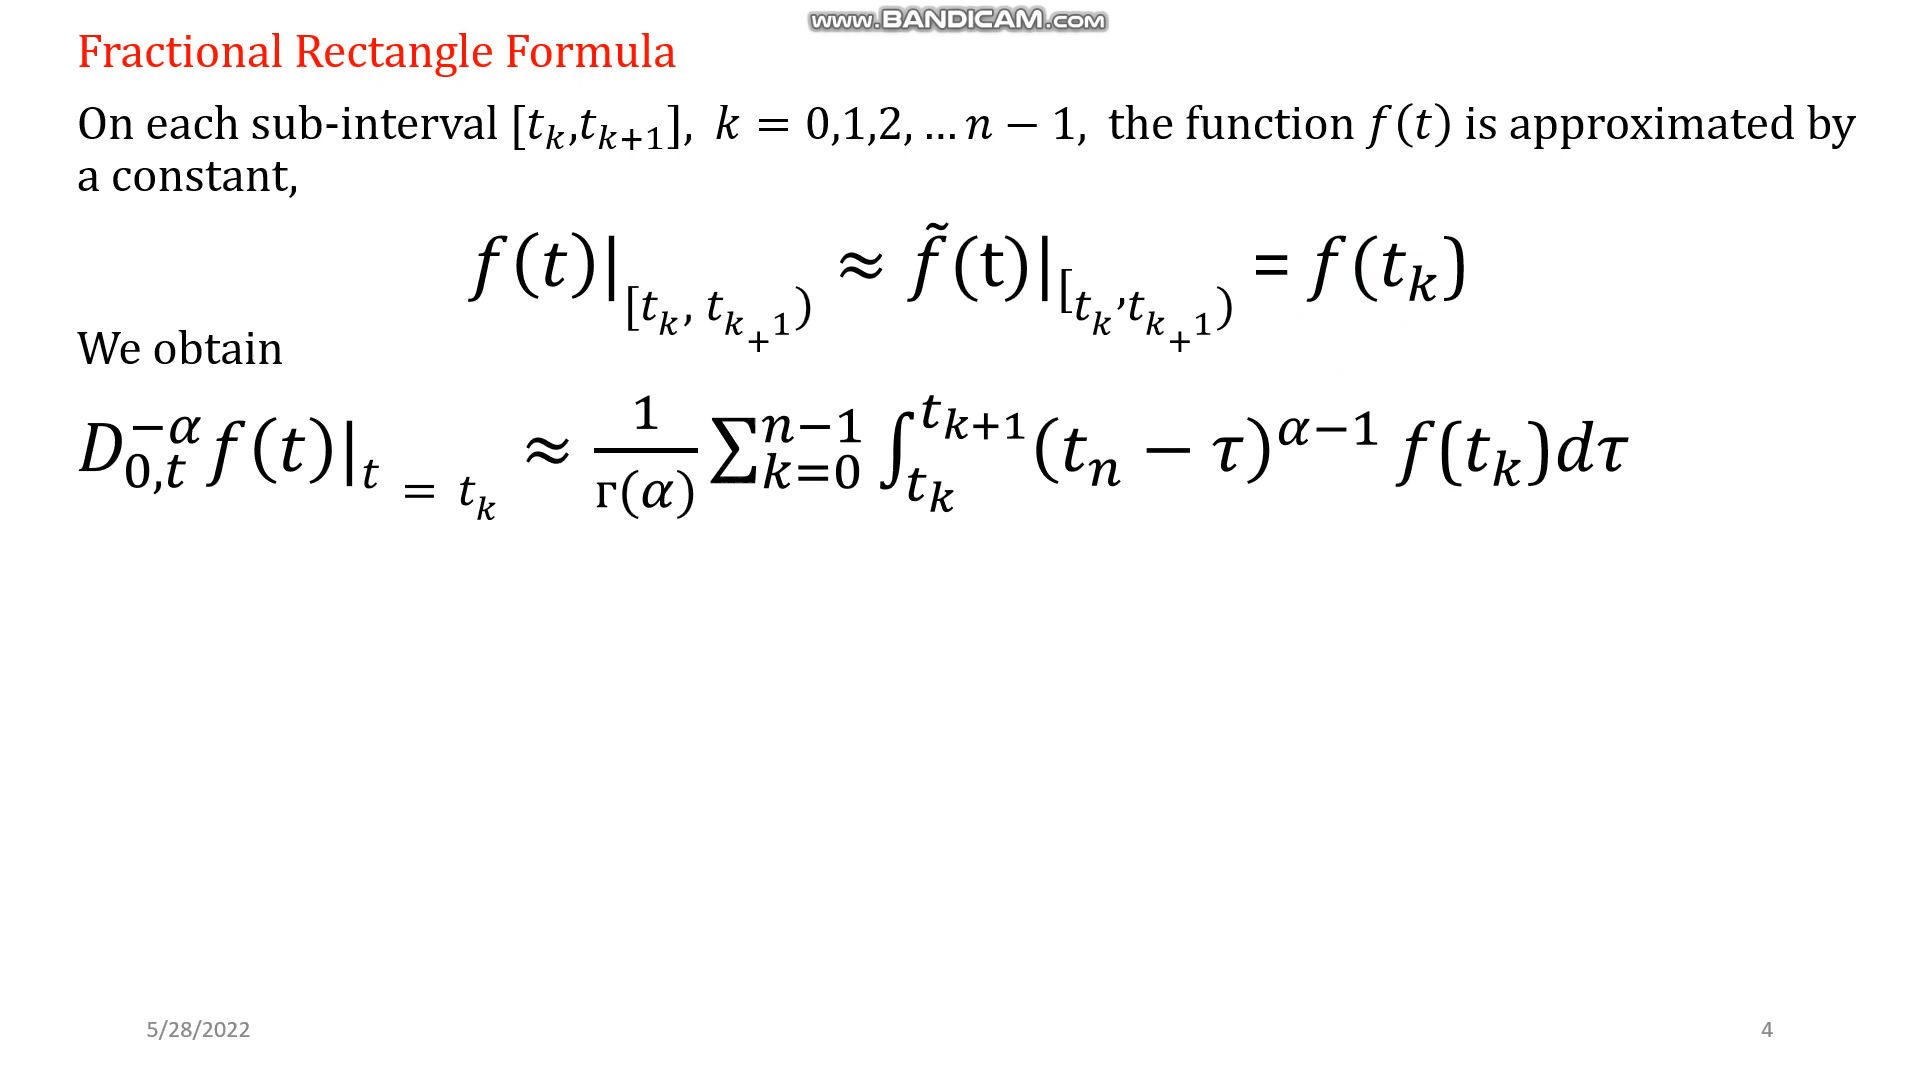 www.BANDICAM.com
Fractional Rectangle Formula
On each sub-interval [t_k,t_{k+1}], k = 0,1,2, … n − 1, the function f(t) is approximated by
a constant,
f(t)|_{[t_k, t_{k+1})} ≈ f̃(t)|_{[t_k,t_{k+1})} = f(t_k)
We obtain
D_{0,t}^{−α} f(t)|_{t = t_k} ≈ \frac{1}{г(α)} ∑_{k=0}^{n−1} ∫_{t_k}^{t_{k+1}} (t_n − τ)^{α−1} f(t_k)dτ
5/28/2022
4